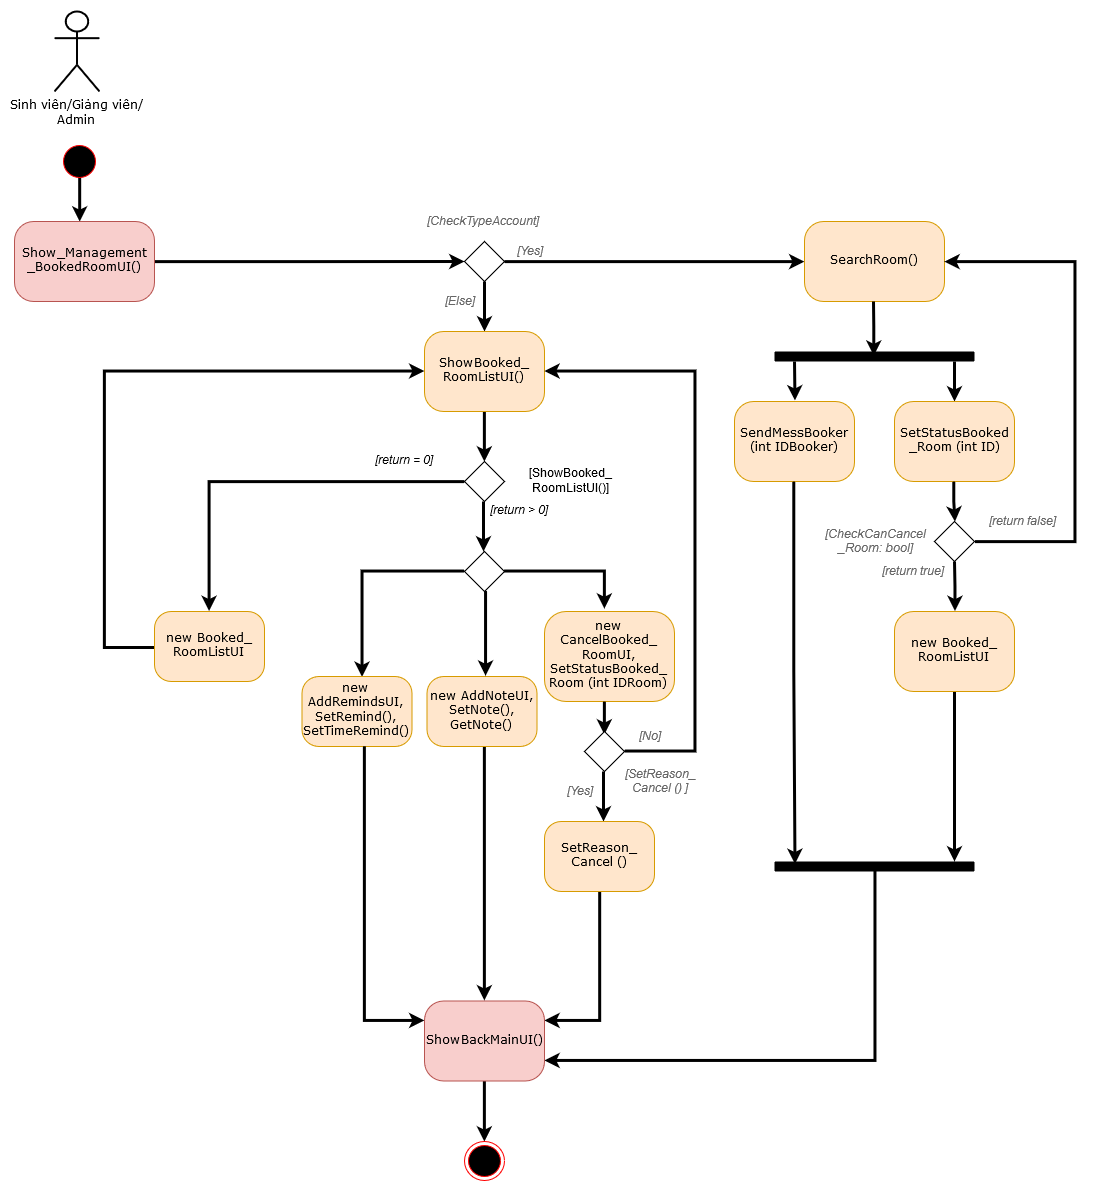 Sinh viên/Giảng viên/
Admin
Show_Management
_BookedRoomUI()
[CheckTypeAccount]
[Yes]
[Else]
SearchRoom()
ShowBooked_
RoomListUI()
[return = 0]
[ShowBooked_
RoomListUI()]
[return > 0]
SendMessBooker
(int IDBooker)
SetStatusBooked
_Room (int ID)
[CheckCanCancel
_Room: bool]
[return false]
[return true]
new Booked_
RoomListUI
new
AddRemindsUI,
SetRemind(),
SetTimeRemind()
new AddNoteUI,
SetNote(),
GetNote()
new
CancelBooked_
RoomUI,
SetStatusBooked_
Room (int IDRoom)
new Booked_
RoomListUI
[No]
[SetReason_
Cancel () ]
[Yes]
SetReason_
Cancel ()
ShowBackMainUI()